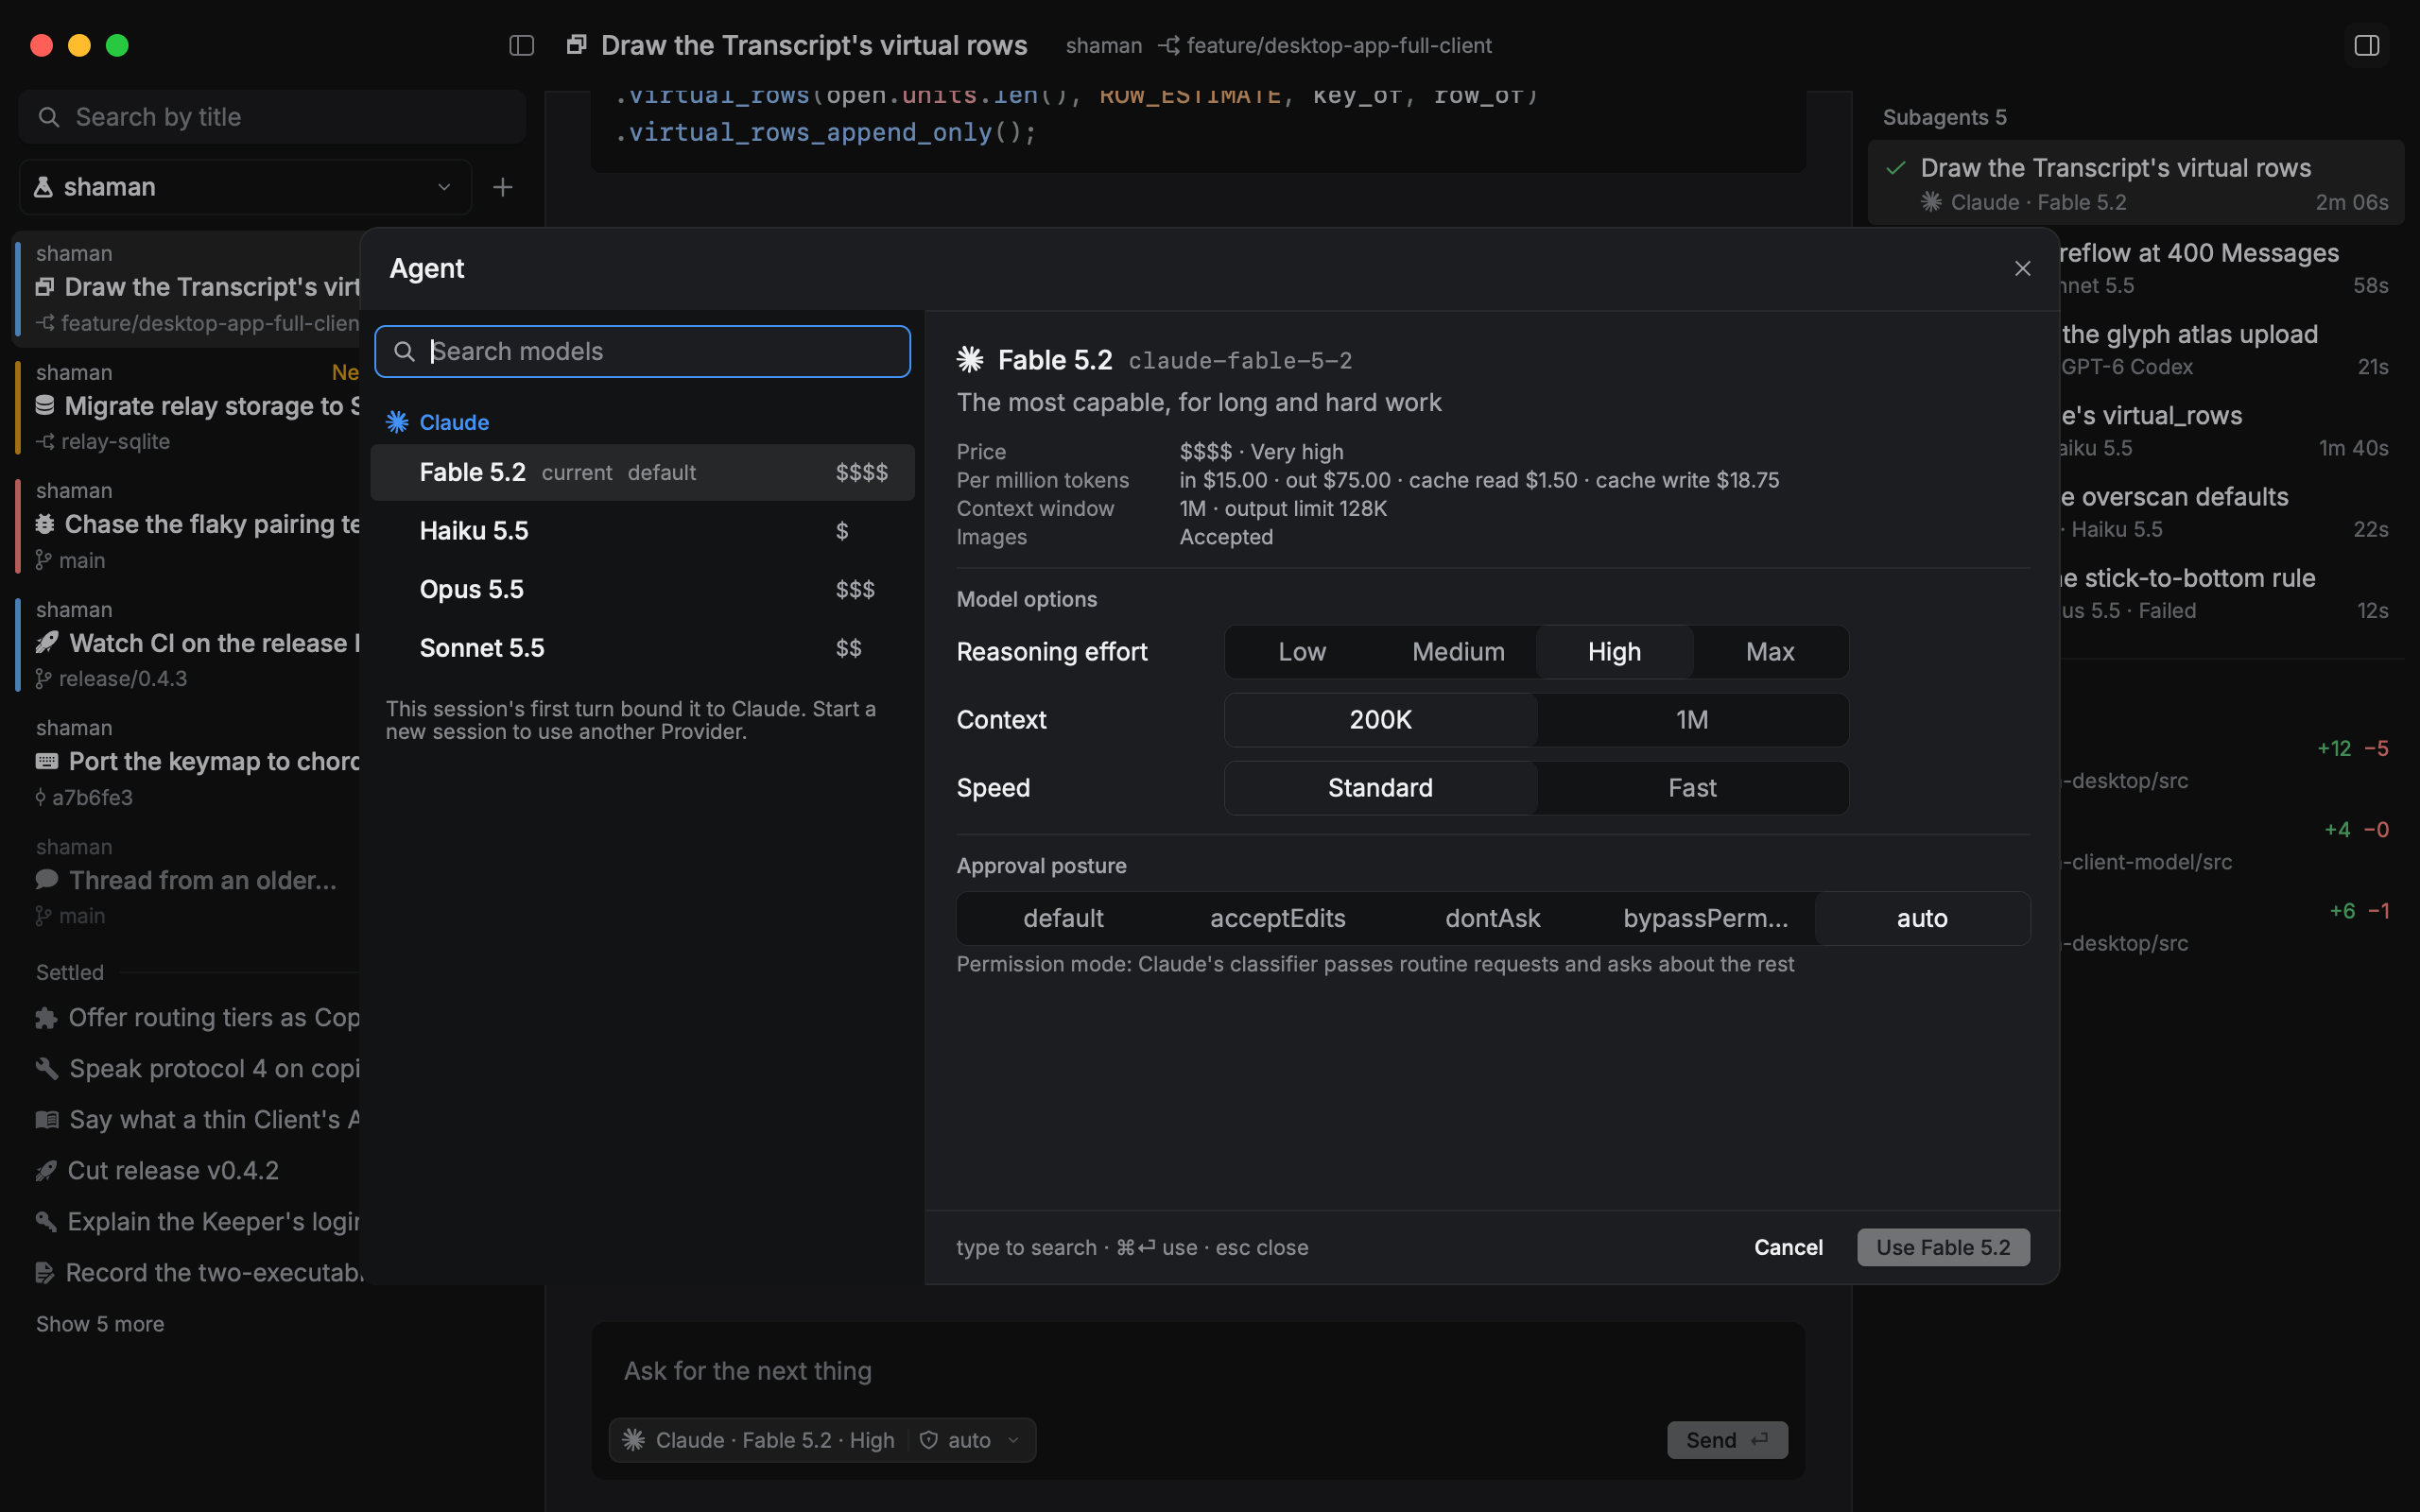 Draw the Transcript's virtual rows
shaman
feature/desktop-app-full-client
Search by title
shaman
shaman
Draw the Transcript's virt
feature/desktop-app-full-clien
shaman
Ne
Migrate relay storage to S
relay-sqlite
shaman
Chase the flaky pairing te
main
shaman
Watch CI on the release
release/0.4.3
shaman
Port the keymap to chord
a7b6fe3
shaman
Thread from an older...
main
Settled
Offer routing tiers as Cop
Speak protocol 4 on copi
Say what a thin Client's A
Cut release v0.4.2
Explain the Keeper's login
Record the two-executabl
Show 5 more
.virtual_rows(open.units.len(), ROW_ESTIMATE, key_of, row_of)
.virtual_rows_append_only();
Agent
Search models
Claude
Fable 5.2 current default $$$$
Haiku 5.5 $
Opus 5.5 $$$
Sonnet 5.5 $$
This session's first turn bound it to Claude. Start a
new session to use another Provider.
Fable 5.2 claude-fable-5-2
The most capable, for long and hard work
Price $$$$ · Very high
Per million tokens in $15.00 · out $75.00 · cache read $1.50 · cache write $18.75
Context window 1M · output limit 128K
Images Accepted
Model options
Reasoning effort Low Medium High Max
Context 200K 1M
Speed Standard Fast
Approval posture
default acceptEdits dontAsk bypassPerm... auto
Permission mode: Claude's classifier passes routine requests and asks about the rest
type to search · ⌘⏎ use · esc close
Cancel
Use Fable 5.2
Ask for the next thing
Claude · Fable 5.2 · High auto
Send ⏎
Subagents 5
Draw the Transcript's virtual rows
Claude · Fable 5.2 2m 06s
reflow at 400 Messages
nnet 5.5 58s
the glyph atlas upload
GPT-6 Codex 21s
e's virtual_rows
aiku 5.5 1m 40s
e overscan defaults
· Haiku 5.5 22s
e stick-to-bottom rule
us 5.5 · Failed 12s
+12 −5
-desktop/src
+4 −0
-client-model/src
+6 −1
-desktop/src